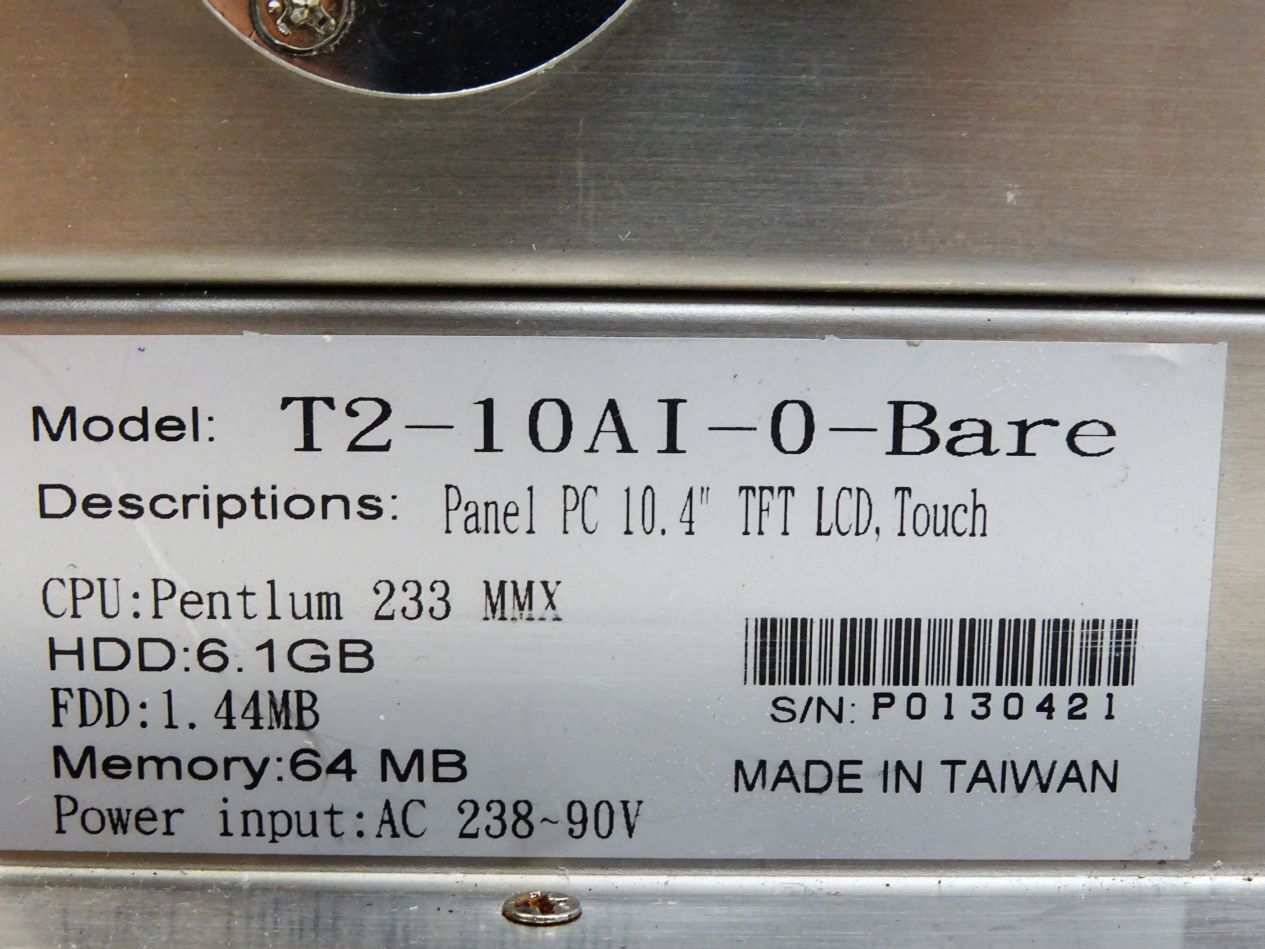 Model: T2-10AI-0-Bare
Descriptions: Panel PC 10.4" TFT LCD, Touch
CPU:Pentlum 233 MMX
HDD:6.1GB
FDD:1.44MB
Memory:64 MB
Power input:AC 238~90V
S/N: P0130421
MADE IN TAIWAN